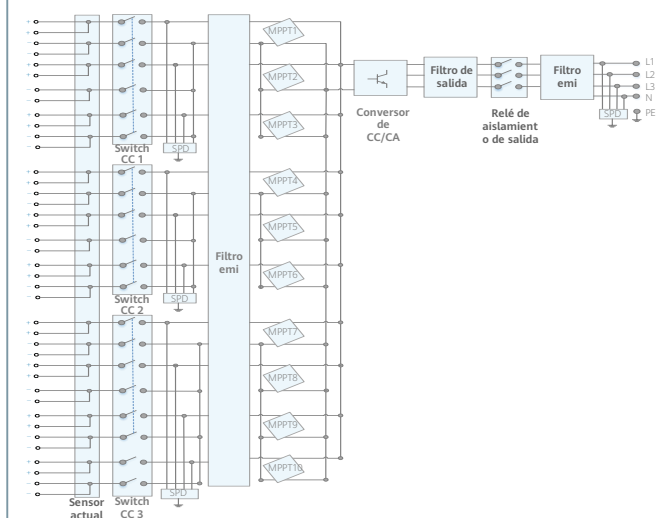 MPPT1
MPPT2
MPPT3
SPD
Switch
CC 1
MPPT4
MPPT5
MPPT6
SPD
Switch
CC 2
MPPT7
MPPT8
MPPT9
MPPT10
SPD
Switch
CC 3
Sensor
actual
Filtro
emi
Conversor
de
CC/CA
Filtro de
salida
Relé de
aislamient
o de salida
Filtro
emi
SPD
L1
L2
L3
N
PE